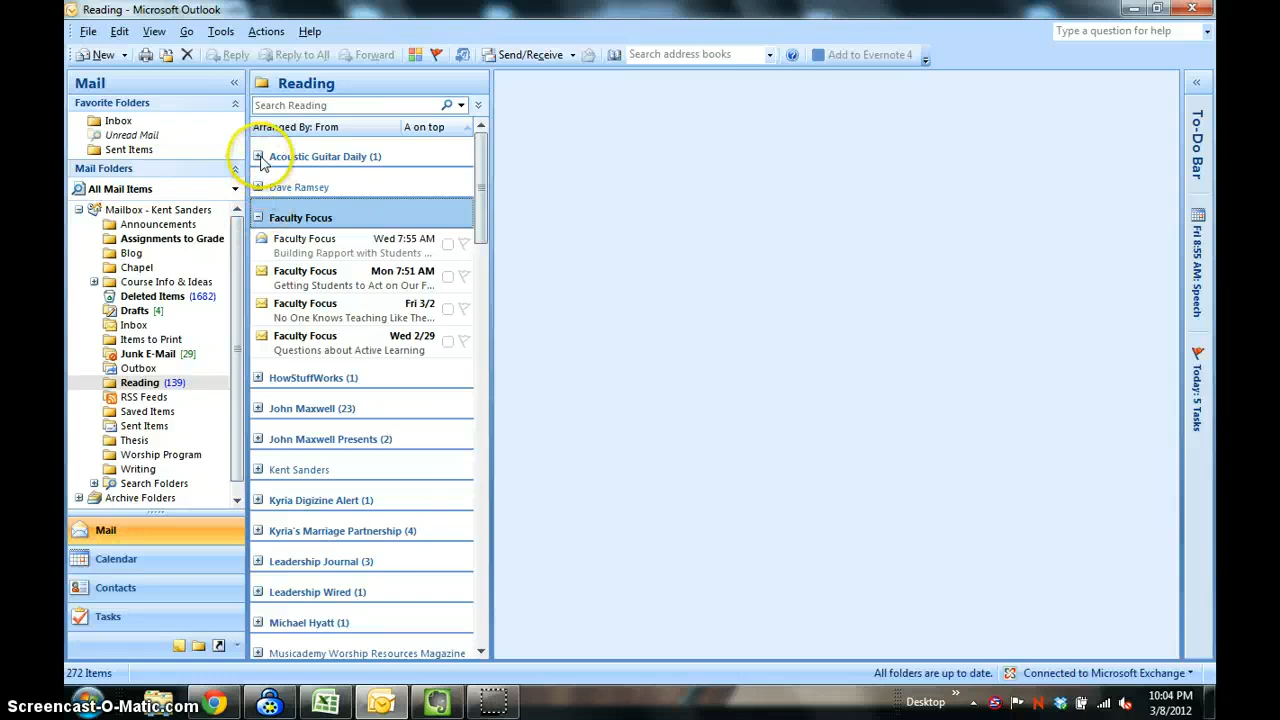 Reading - Microsoft Outlook
File Edit View Go Tools Actions Help
Type a question for help
New Reply Reply to All Forward Send/Receive Search address books Add to Evernote 4
Mail
Favorite Folders
Inbox
Unread Mail
Sent Items
Mail Folders
All Mail Items
Mailbox - Kent Sanders
Announcements
Assignments to Grade
Blog
Chapel
Course Info & Ideas
Deleted Items (1682)
Drafts [4]
Inbox
Items to Print
Junk E-Mail [29]
Outbox
Reading (139)
RSS Feeds
Saved Items
Sent Items
Thesis
Worship Program
Writing
Search Folders
Archive Folders
Mail
Calendar
Contacts
Tasks
Reading
Search Reading
Arranged By: From A on top
Acoustic Guitar Daily (1)
Dave Ramsey
Faculty Focus
Faculty Focus Wed 7:55 AM
Building Rapport with Students ...
Faculty Focus Mon 7:51 AM
Getting Students to Act on Our F...
Faculty Focus Fri 3/2
No One Knows Teaching Like The...
Faculty Focus Wed 2/29
Questions about Active Learning
HowStuffWorks (1)
John Maxwell (23)
John Maxwell Presents (2)
Kent Sanders
Kyria Digizine Alert (1)
Kyria's Marriage Partnership (4)
Leadership Journal (3)
Leadership Wired (1)
Michael Hyatt (1)
Musicademy Worship Resources Magazine
To-Do Bar
Fri 8:55 AM: Speech
Today: 5 Tasks
272 Items
All folders are up to date. Connected to Microsoft Exchange
Desktop
10:04 PM
3/8/2012
Screencast-O-Matic.com